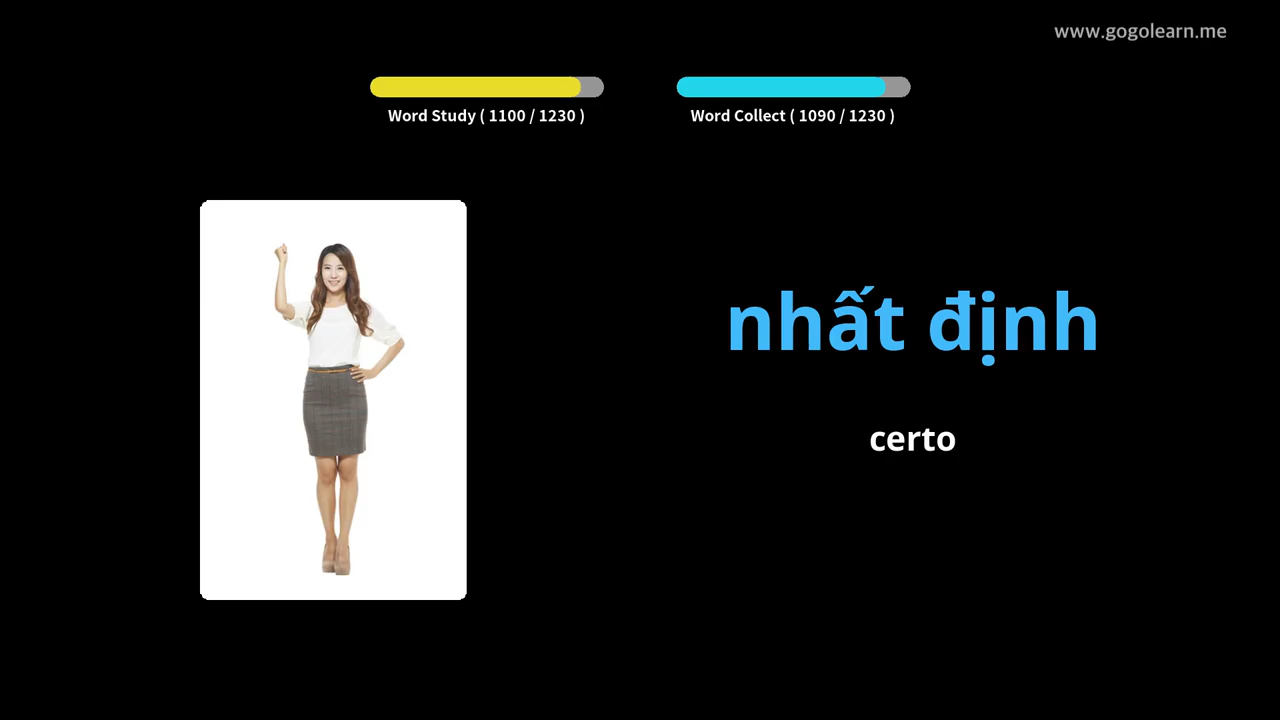 www.gogolearn.me
Word Study ( 1100 / 1230 )
Word Collect ( 1090 / 1230 )
nhất định
certo